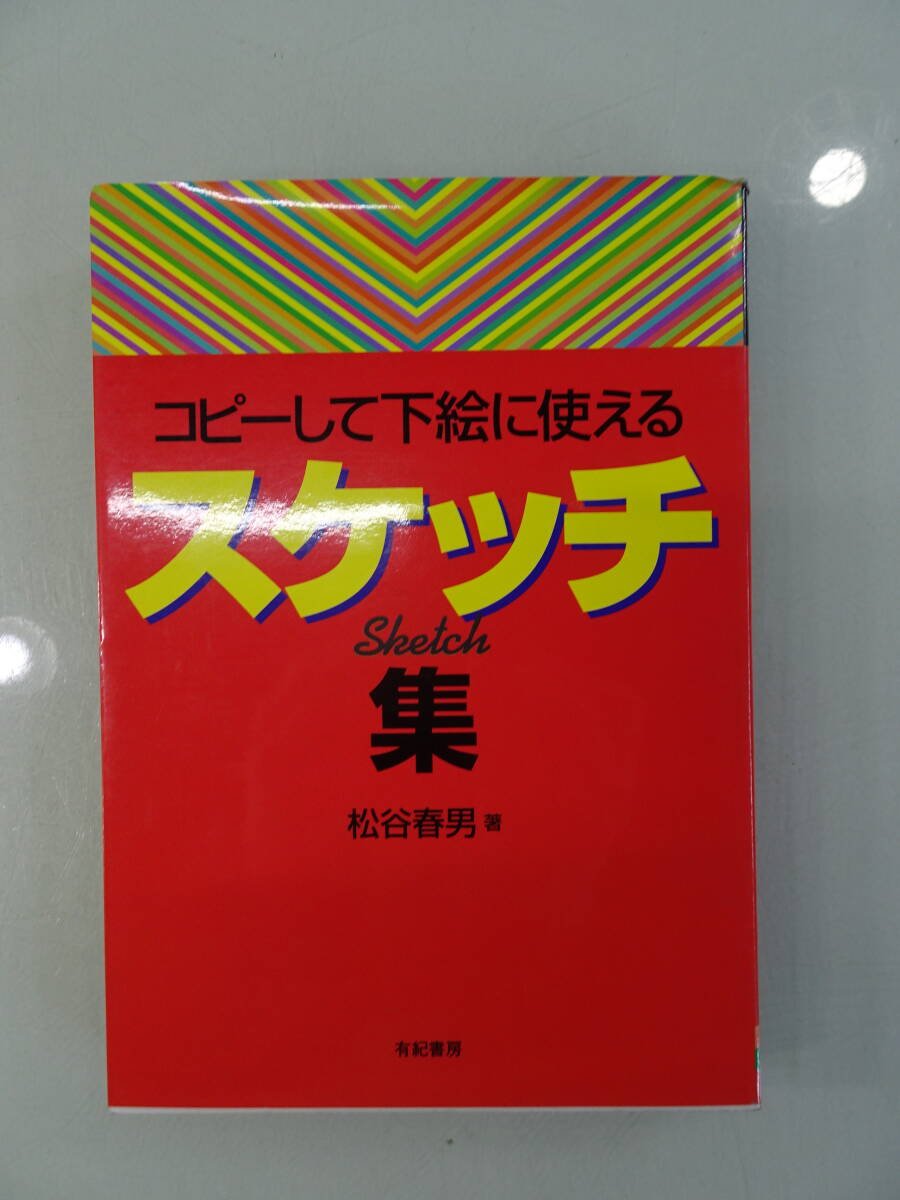 コピーして下絵に使える
スケッチ
Sketch
集
松谷春男 著
有紀書房